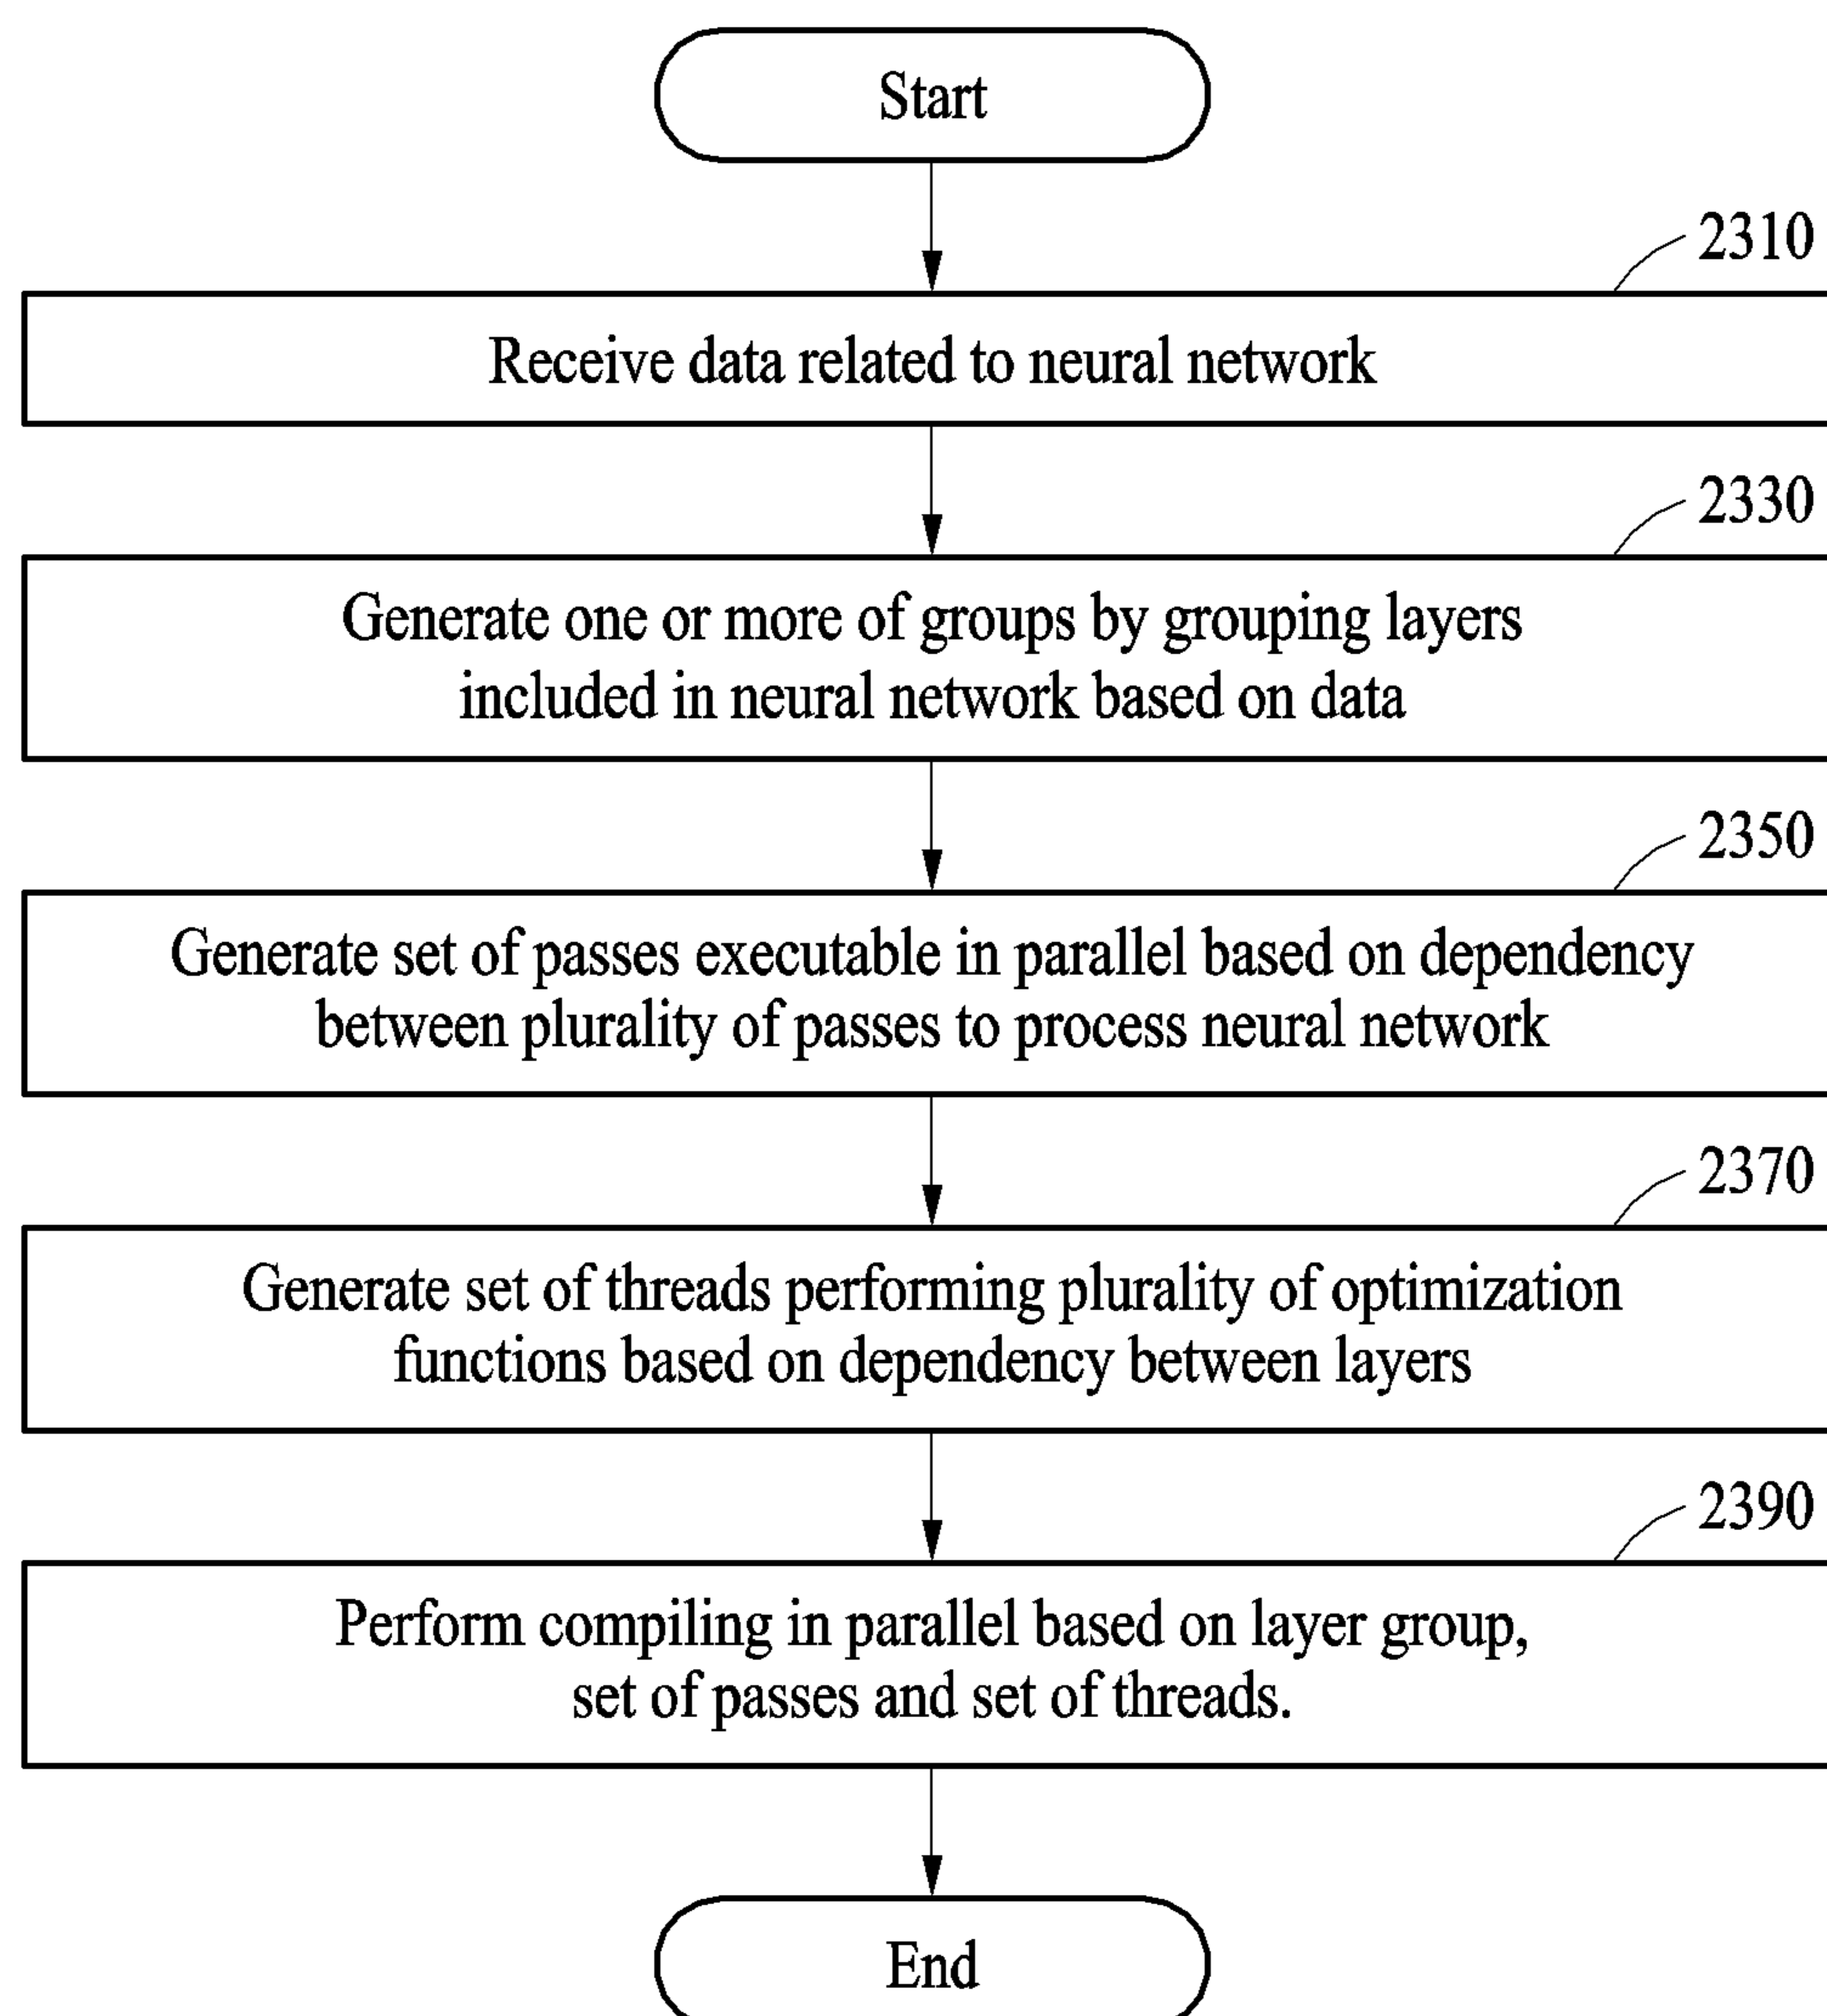 Start
2310
Receive data related to neural network
2330
Generate one or more of groups by grouping layers
included in neural network based on data
2350
Generate set of passes executable in parallel based on dependency
between plurality of passes to process neural network
2370
Generate set of threads performing plurality of optimization
functions based on dependency between layers
2390
Perform compiling in parallel based on layer group,
set of passes and set of threads.
End